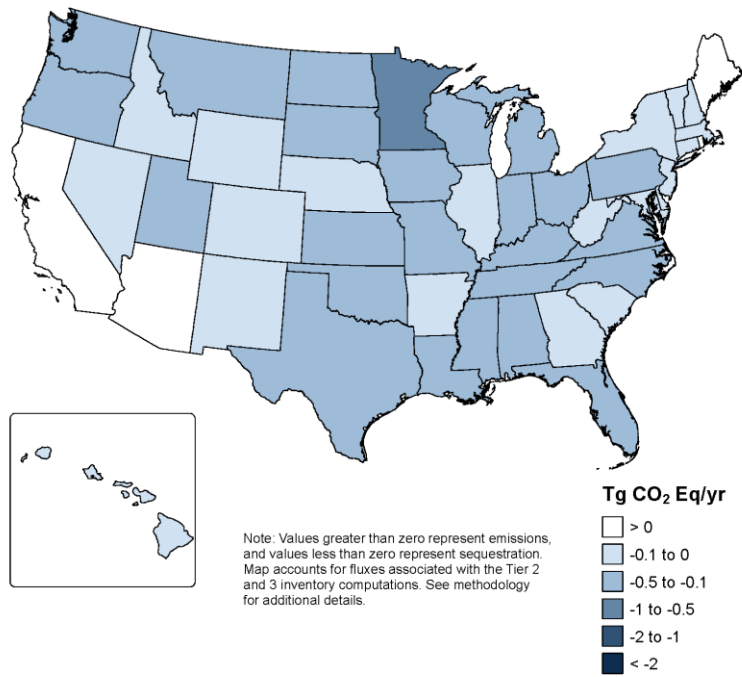 Tg CO₂ Eq/yr
> 0
-0.1 to 0
-0.5 to -0.1
-1 to -0.5
-2 to -1
< -2
Note: Values greater than zero represent emissions,
and values less than zero represent sequestration.
Map accounts for fluxes associated with the Tier 2
and 3 inventory computations. See methodology
for additional details.